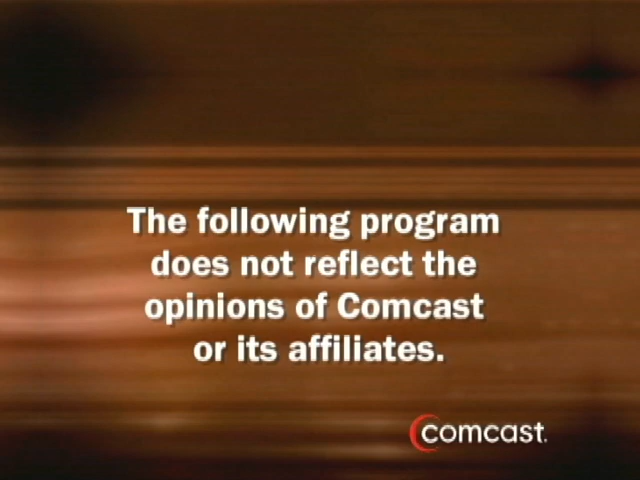 The following program
does not reflect the
opinions of Comcast
or its affiliates.
comcast.